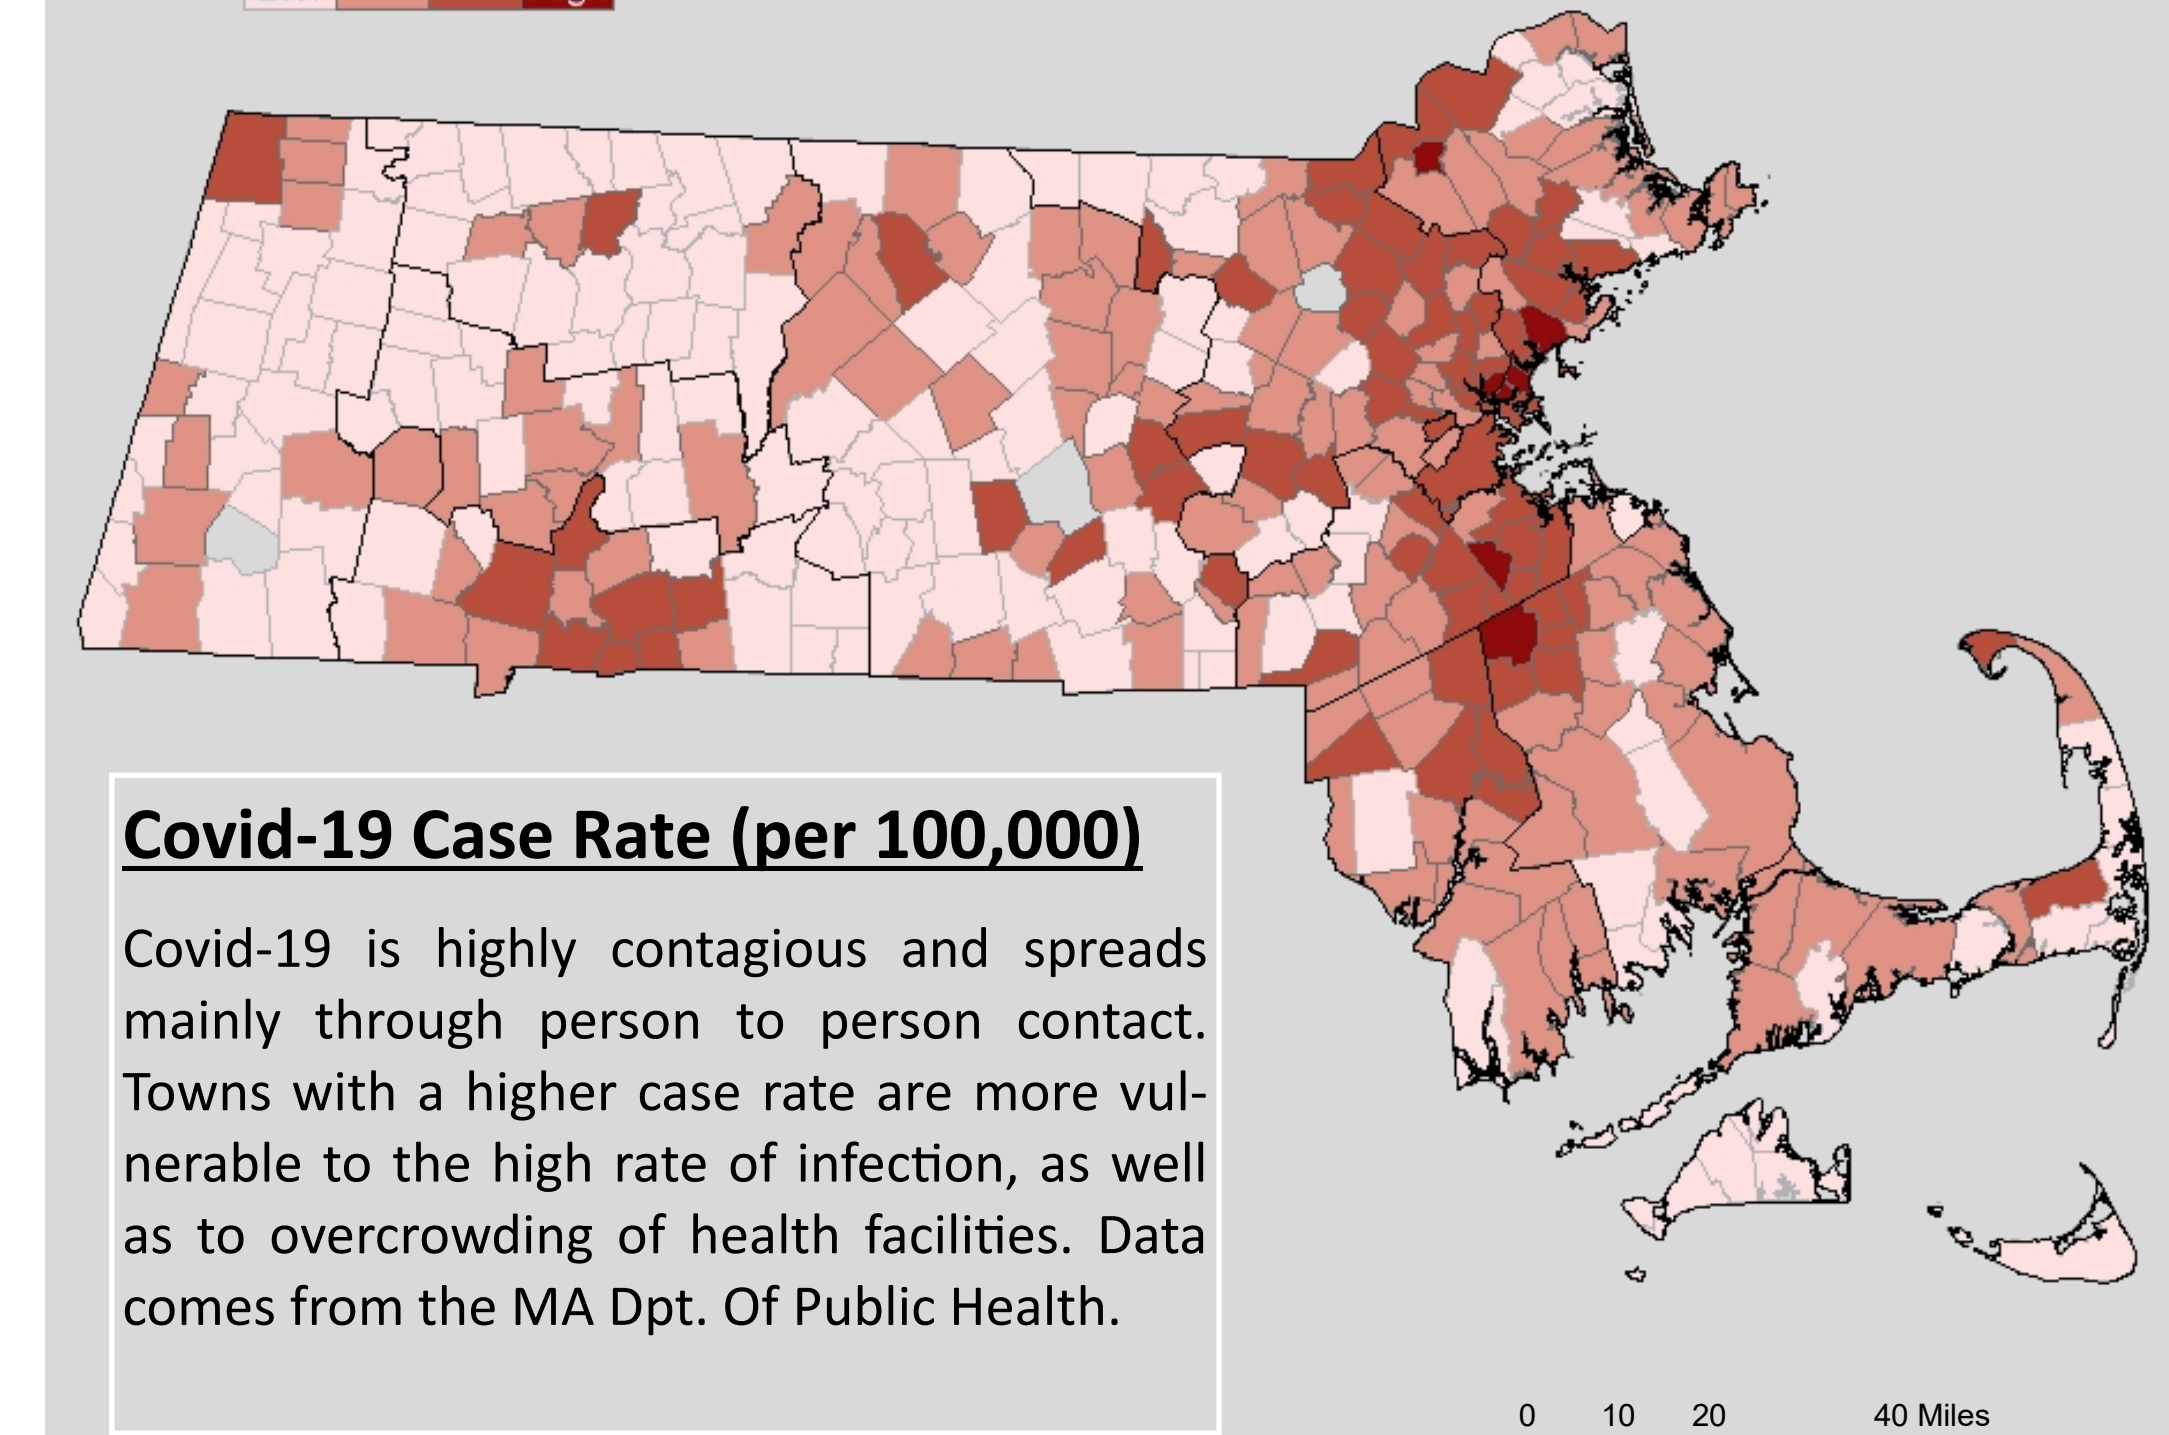 Covid-19 Case Rate (per 100,000)
Covid-19 is highly contagious and spreads
mainly through person to person contact.
Towns with a higher case rate are more vul-
nerable to the high rate of infection, as well
as to overcrowding of health facilities. Data
comes from the MA Dpt. Of Public Health.
0 10 20 40 Miles